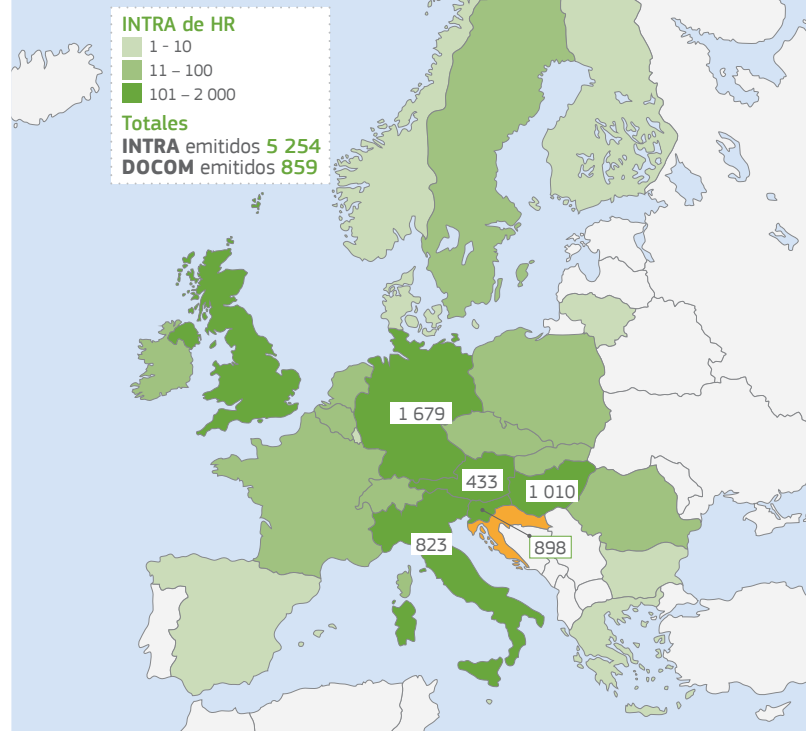 INTRA de HR
1 - 10
11 – 100
101 – 2 000
Totales
INTRA emitidos 5 254
DOCOM emitidos 859
1 679
433
1 010
823
898